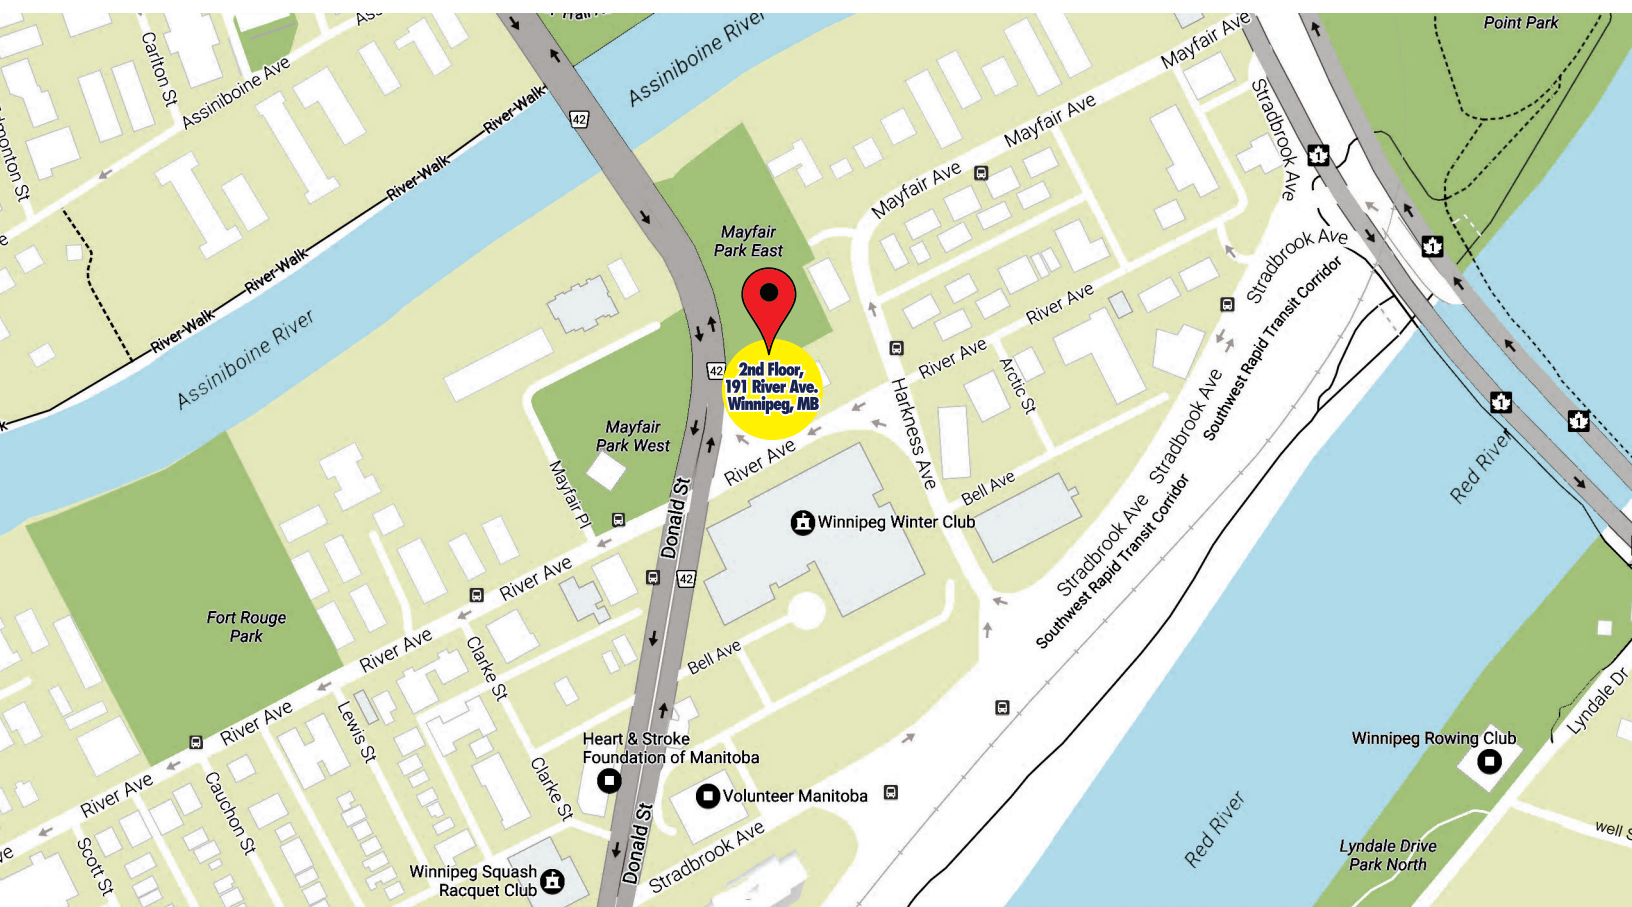 Point Park
Assiniboine River
Mayfair Ave
Carlton St
Assiniboine Ave
River-Walk
42
Mayfair Ave
Stradbrook Ave
River-Walk
1
Mayfair Ave
River-Walk
Mayfair
Park East
Stradbrook Ave
1
River-Walk
Assiniboine River
River Ave
Southwest Rapid Transit Corridor
River Ave
42
2nd Floor,
191 River Ave.
Winnipeg, MB
Arctic St
Harkness Ave
Stradbrook Ave
1
1
Mayfair
Park West
River Ave
Red River
Mayfair Pl
Donald St
Bell Ave
Stradbrook Ave
Southwest Rapid Transit Corridor
Winnipeg Winter Club
42
River Ave
Fort Rouge
Park
River Ave
Clarke St
Bell Ave
River Ave
Lewis St
Lyndale Dr
Heart & Stroke
Foundation of Manitoba
Winnipeg Rowing Club
Clarke St
River Ave
Cauchon St
Volunteer Manitoba
Red River
Scott St
Donald St
Stradbrook Ave
Lyndale Drive
Park North
Winnipeg Squash
Racquet Club